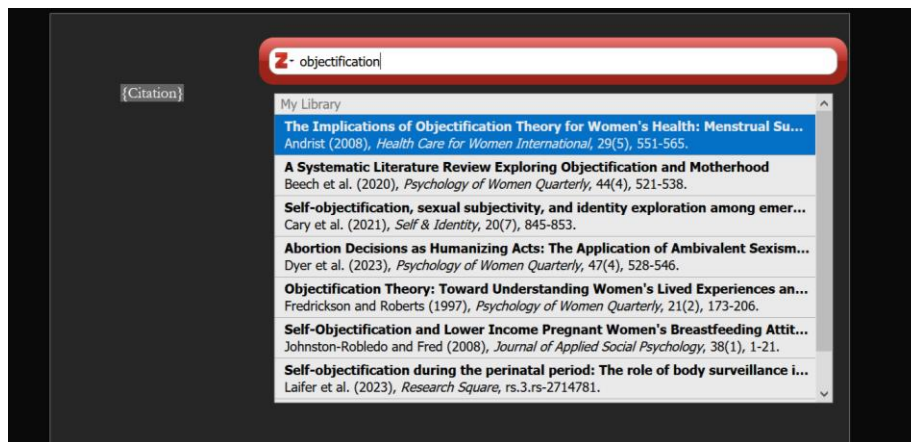 Z- objectification
{Citation}
My Library
The Implications of Objectification Theory for Women's Health: Menstrual Su...
Andrist (2008), Health Care for Women International, 29(5), 551-565.
A Systematic Literature Review Exploring Objectification and Motherhood
Beech et al. (2020), Psychology of Women Quarterly, 44(4), 521-538.
Self-objectification, sexual subjectivity, and identity exploration among emer...
Cary et al. (2021), Self & Identity, 20(7), 845-853.
Abortion Decisions as Humanizing Acts: The Application of Ambivalent Sexism...
Dyer et al. (2023), Psychology of Women Quarterly, 47(4), 528-546.
Objectification Theory: Toward Understanding Women's Lived Experiences an...
Fredrickson and Roberts (1997), Psychology of Women Quarterly, 21(2), 173-206.
Self-Objectification and Lower Income Pregnant Women's Breastfeeding Attit...
Johnston-Robledo and Fred (2008), Journal of Applied Social Psychology, 38(1), 1-21.
Self-objectification during the perinatal period: The role of body surveillance i...
Laifer et al. (2023), Research Square, rs.3.rs-2714781.